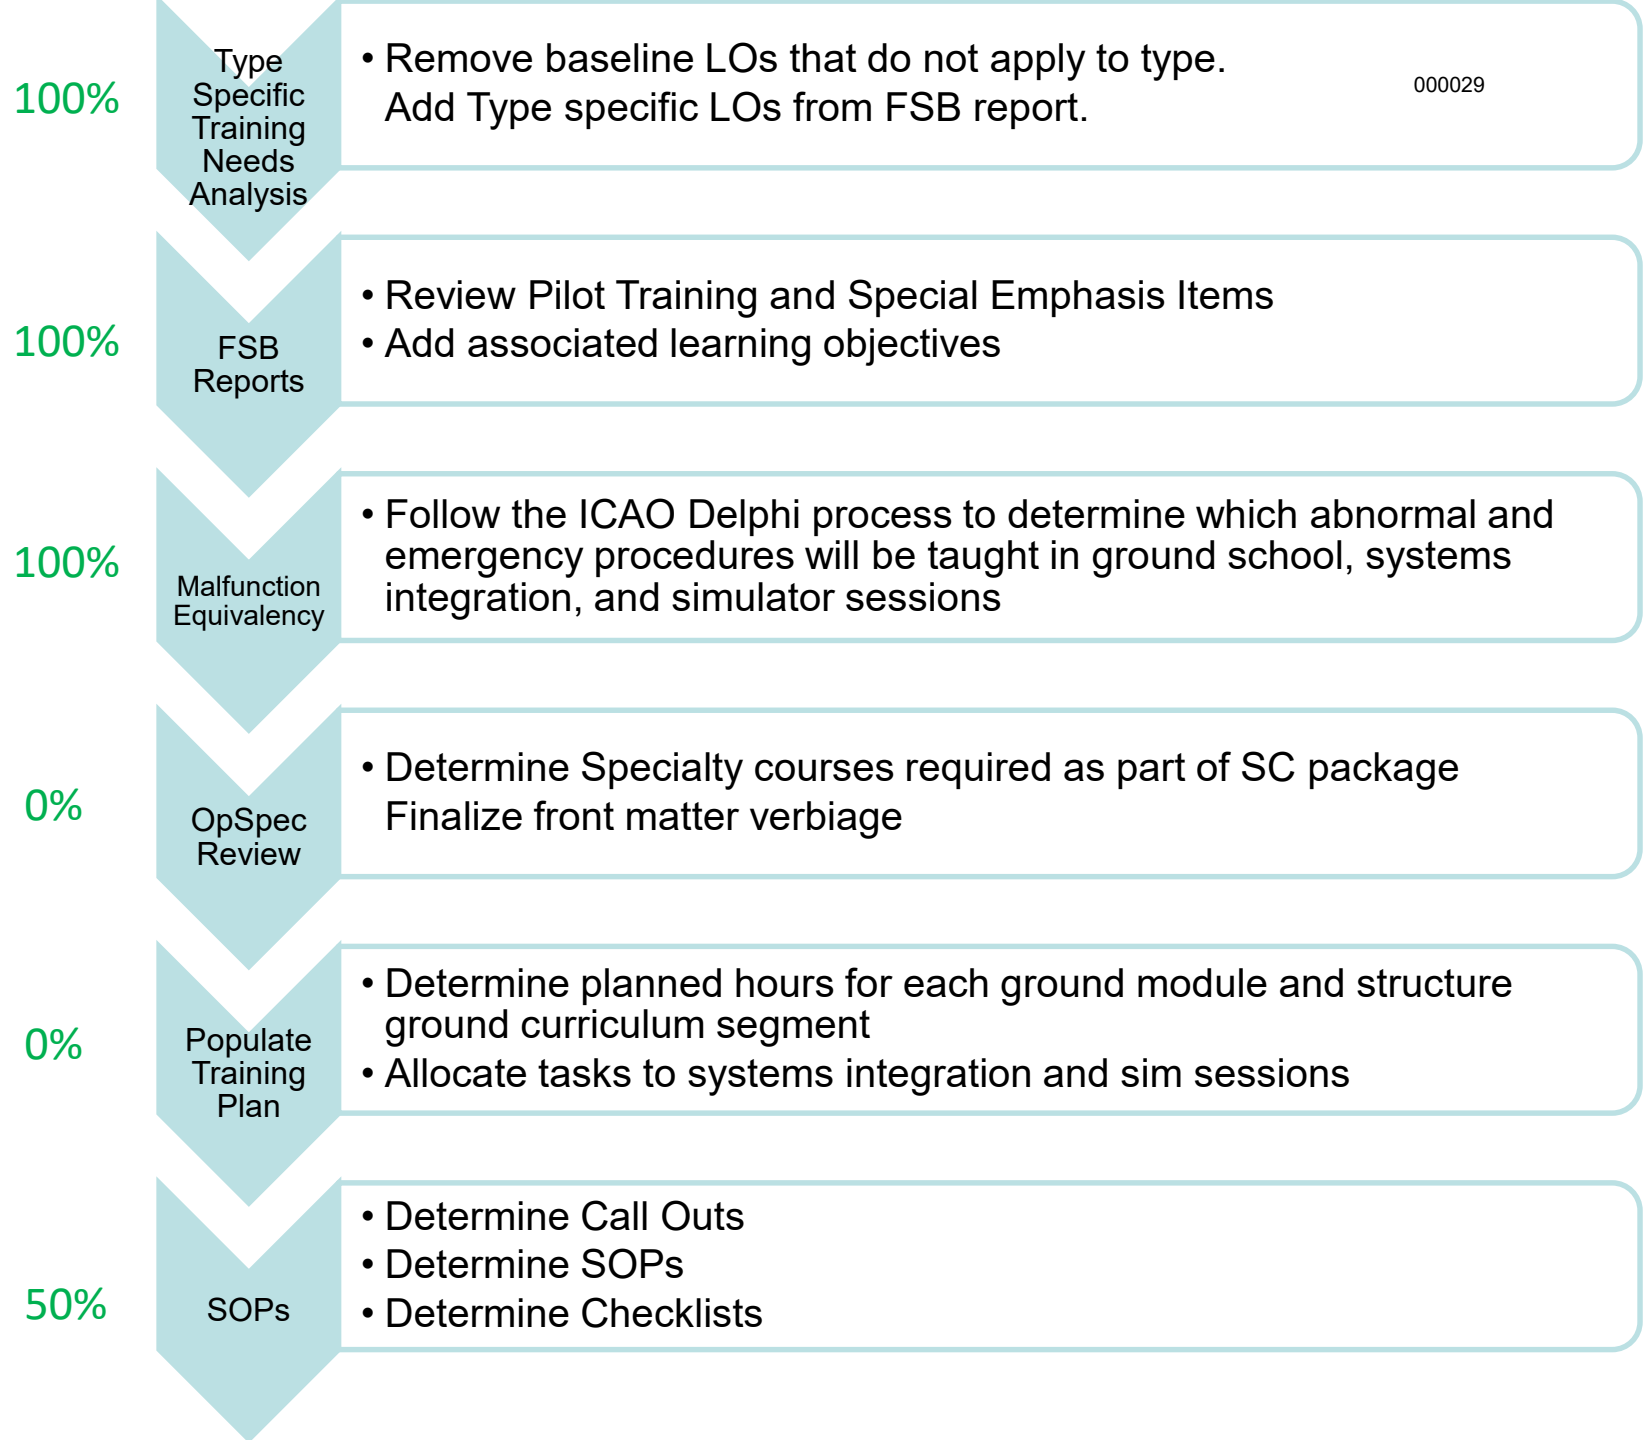 100%
Type
Specific
Training
Needs
Analysis
• Remove baseline LOs that do not apply to type.
Add Type specific LOs from FSB report.
000029
100%
FSB
Reports
• Review Pilot Training and Special Emphasis Items
• Add associated learning objectives
100%
Malfunction
Equivalency
• Follow the ICAO Delphi process to determine which abnormal and
emergency procedures will be taught in ground school, systems
integration, and simulator sessions
0%
OpSpec
Review
• Determine Specialty courses required as part of SC package
Finalize front matter verbiage
0%
Populate
Training
Plan
• Determine planned hours for each ground module and structure
ground curriculum segment
• Allocate tasks to systems integration and sim sessions
50%
SOPs
• Determine Call Outs
• Determine SOPs
• Determine Checklists